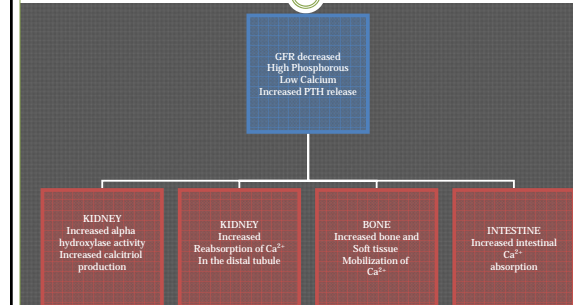 GFR decreased
High Phosphorous
Low Calcium
Increased PTH release
KIDNEY
Increased alpha
hydroxylase activity
Increased calcitriol
production
KIDNEY
Increased
Reabsorption of Ca²⁺
In the distal tubule
BONE
Increased bone and
Soft tissue
Mobilization of
Ca²⁺
INTESTINE
Increased intestinal
Ca²⁺
absorption